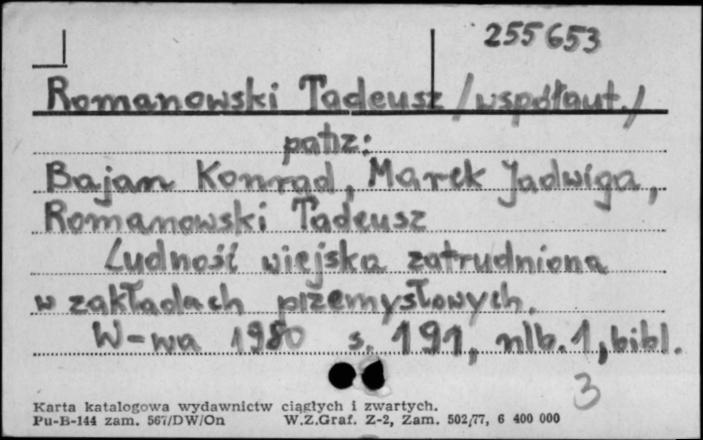 255653
Romanowski Tadeusz /współaut./
patrz:
Bajan Konrad, Marek Jadwiga,
Romanowski Tadeusz
Ludność wiejska zatrudniona
w zakładach przemysłowych.
W-wa 1980 s. 191, nlb. 1, bibl.
3
Karta katalogowa wydawnictw ciągłych i zwartych.
Pu-B-144 zam. 567/DW/On W.Z.Graf. Z-2, Zam. 502/77, 6 400 000